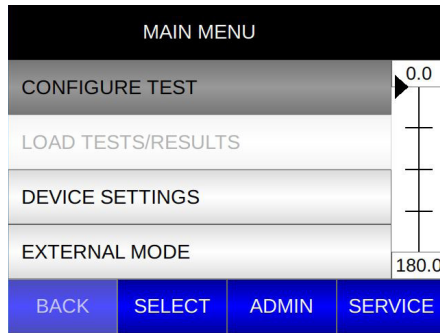 MAIN MENU
CONFIGURE TEST
0.0
LOAD TESTS/RESULTS
DEVICE SETTINGS
EXTERNAL MODE
180.0
BACK SELECT ADMIN SERVICE